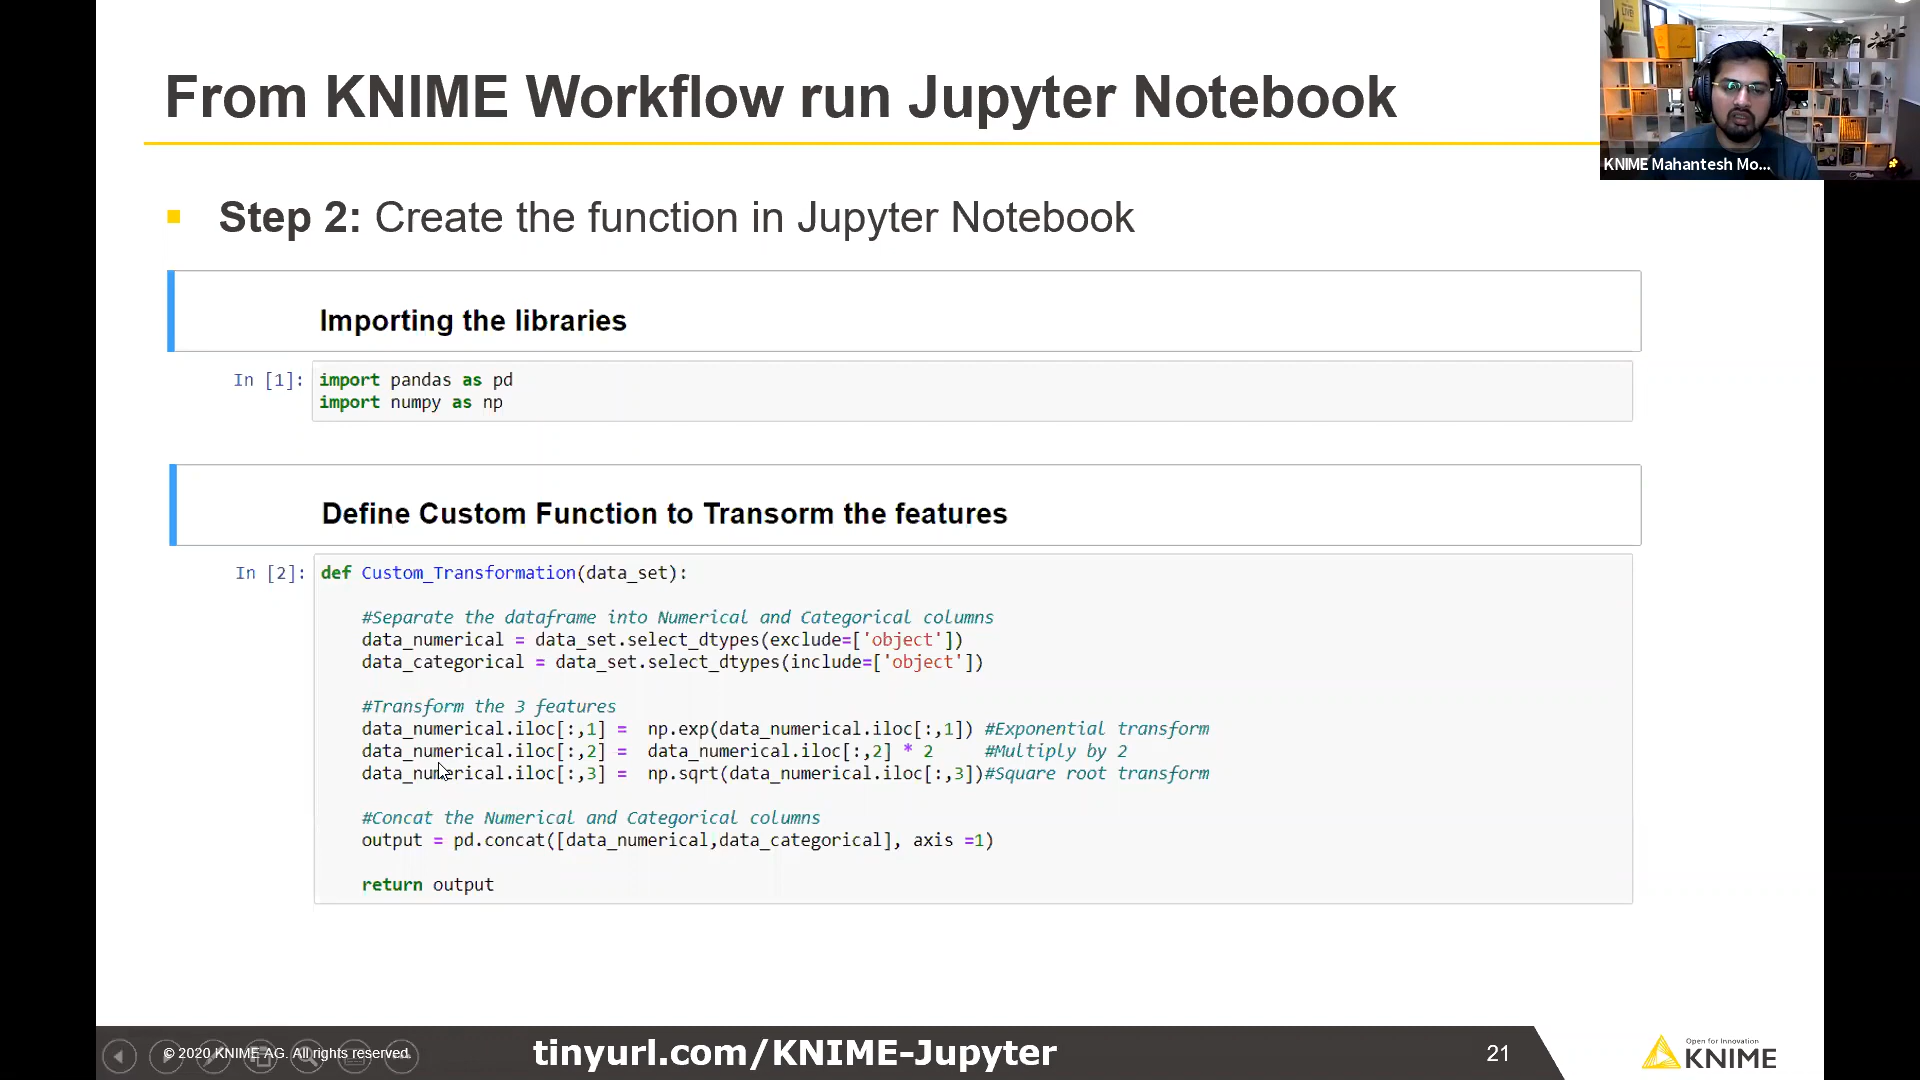 From KNIME Workflow run Jupyter Notebook
KNIME Mahantesh Mo...
Step 2: Create the function in Jupyter Notebook
Importing the libraries
In [1]: import pandas as pd
import numpy as np
Define Custom Function to Transorm the features
In [2]: def Custom_Transformation(data_set):
#Separate the dataframe into Numerical and Categorical columns
data_numerical = data_set.select_dtypes(exclude=['object'])
data_categorical = data_set.select_dtypes(include=['object'])
#Transform the 3 features
data_numerical.iloc[:,1] = np.exp(data_numerical.iloc[:,1]) #Exponential transform
data_numerical.iloc[:,2] = data_numerical.iloc[:,2] * 2 #Multiply by 2
data_numerical.iloc[:,3] = np.sqrt(data_numerical.iloc[:,3])#Square root transform
#Concat the Numerical and Categorical columns
output = pd.concat([data_numerical,data_categorical], axis =1)
return output
© 2020 KNIME AG. All rights reserved.
tinyurl.com/KNIME-Jupyter
21
Open for Innovation
KNIME